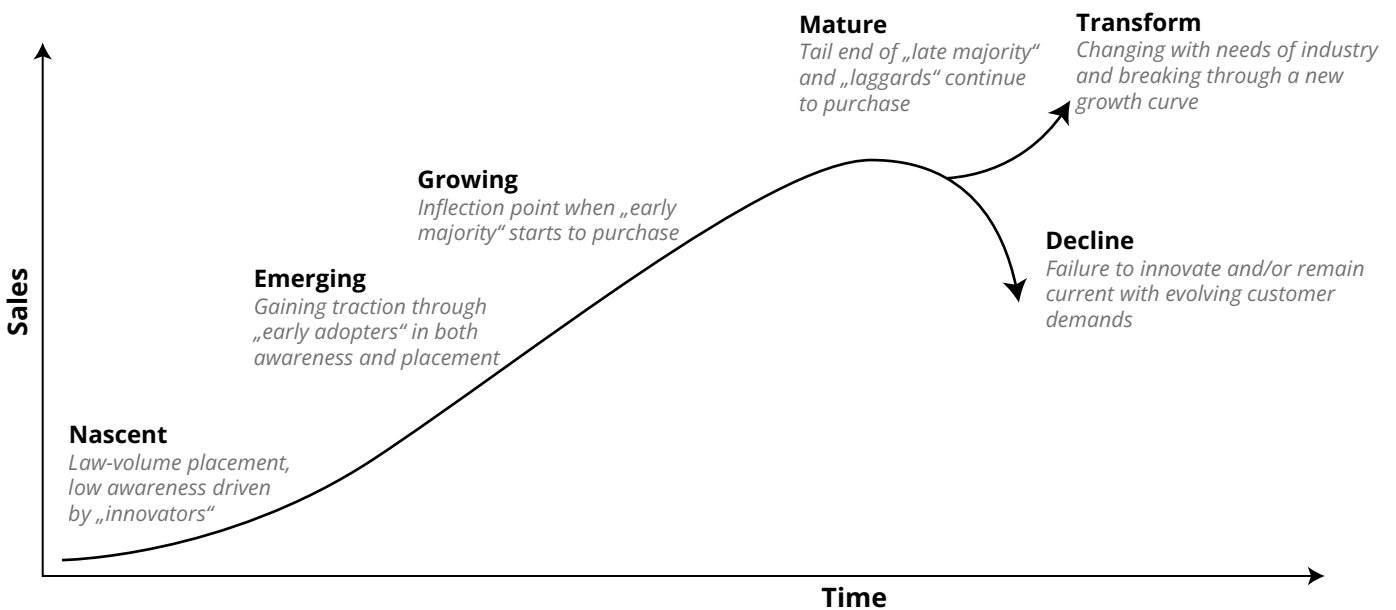 Mature
Tail end of „late majority“
and „laggards“ continue
to purchase
Transform
Changing with needs of industry
and breaking through a new
growth curve
Growing
Inflection point when „early
majority“ starts to purchase
Decline
Failure to innovate and/or remain
current with evolving customer
demands
Emerging
Gaining traction through
„early adopters“ in both
awareness and placement
Sales
Nascent
Law-volume placement,
low awareness driven
by „innovators“
Time